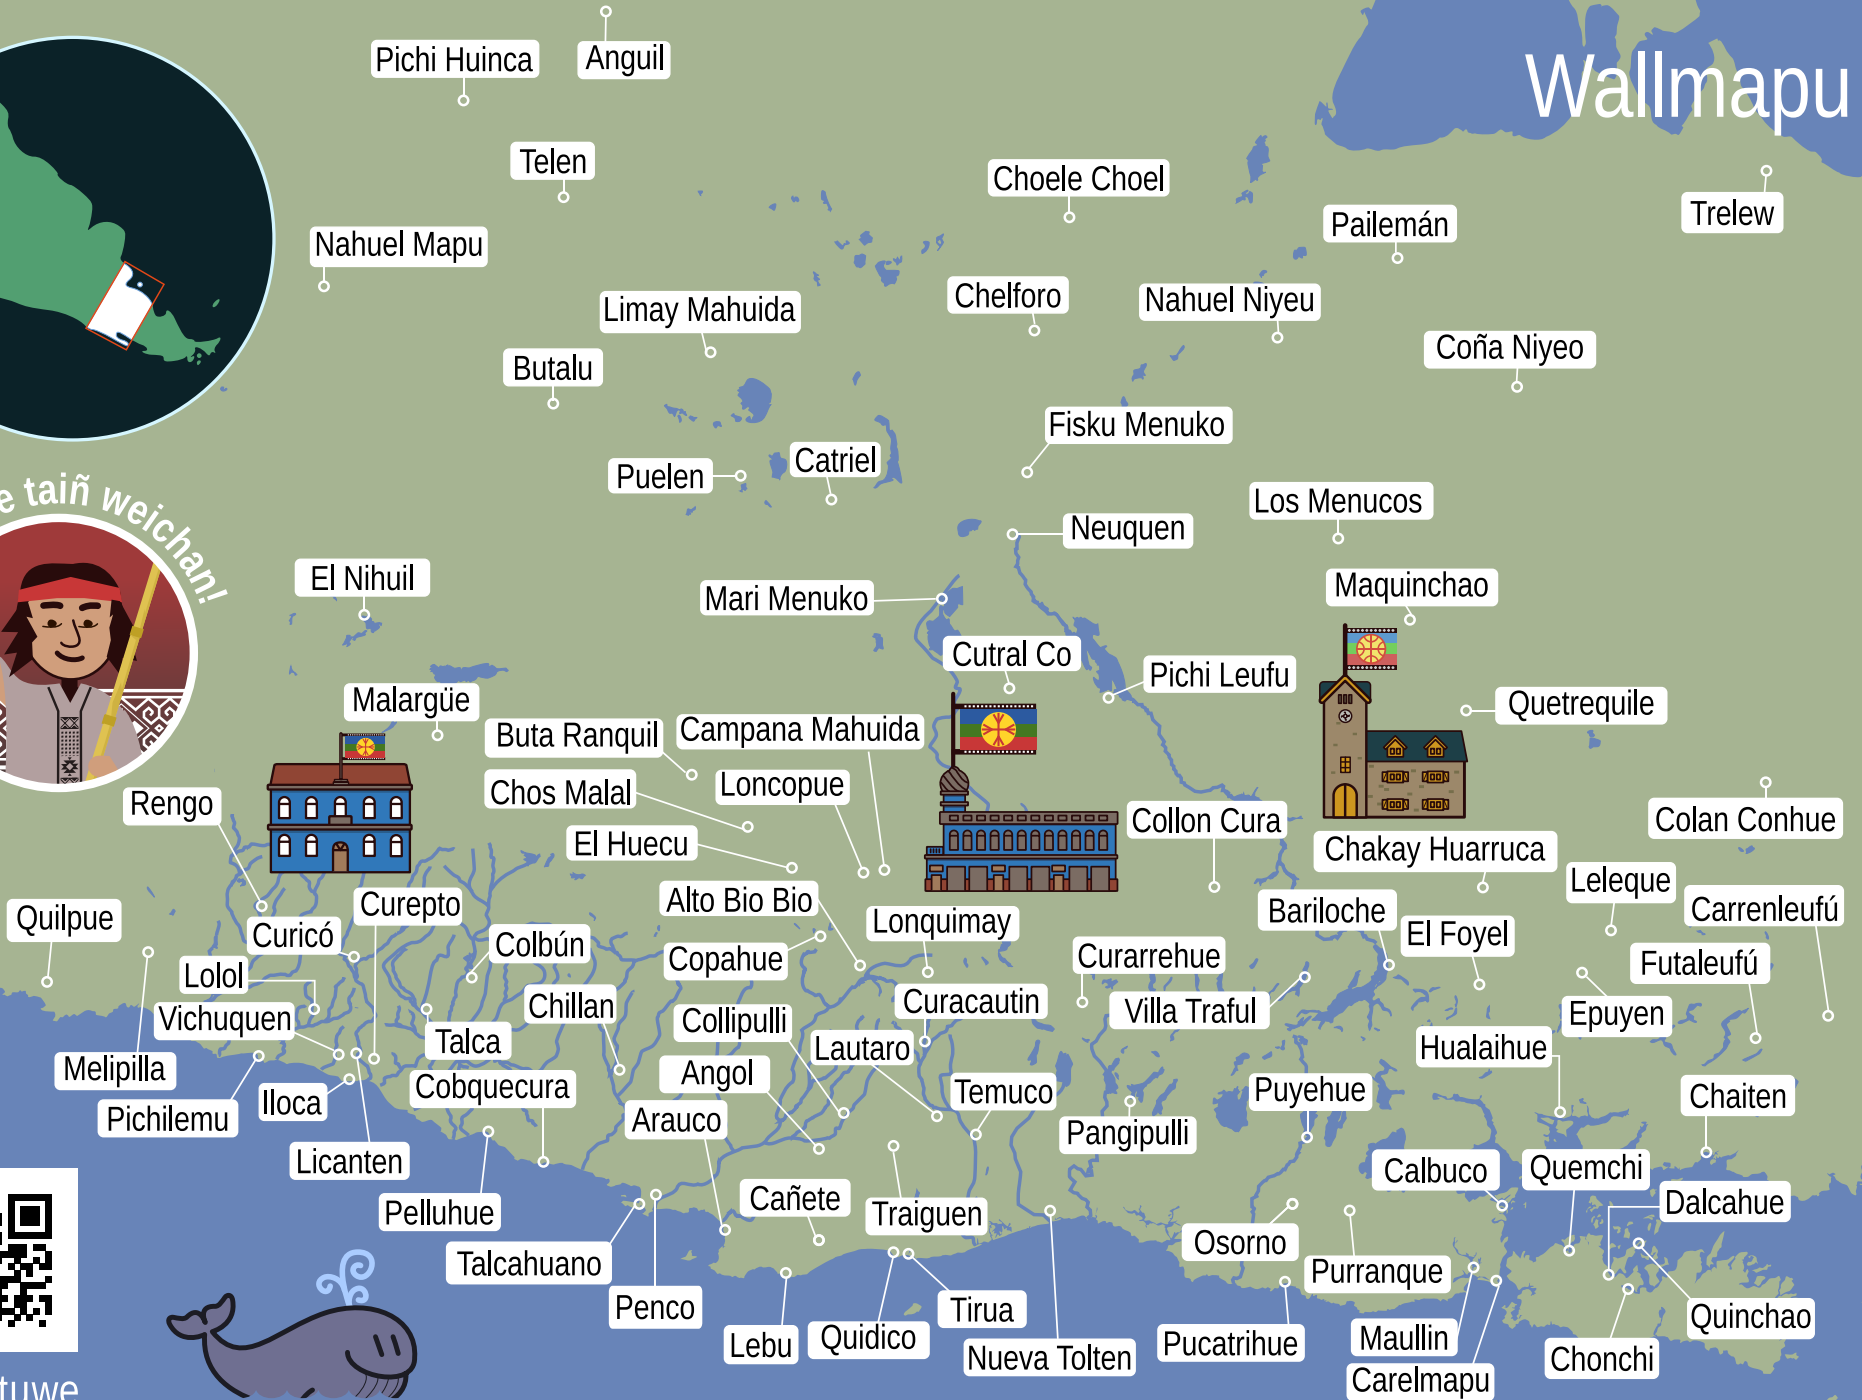 Wallmapu
Pichi Huinca
Anguil
Telen
Choele Choel
Trelew
Pailemán
Nahuel Mapu
Chelforo
Nahuel Niyeu
Limay Mahuida
Coña Niyeo
Butalu
Fisku Menuko
Catriel
Puelen
Los Menucos
taiñ weichan!
Neuquen
El Nihuil
Maquinchao
Mari Menuko
Cutral Co
Pichi Leufu
Malargüe
Quetrequile
Campana Mahuida
Buta Ranquil
Loncopue
Chos Malal
Rengo
Collon Cura
Colan Conhue
El Huecu
Chakay Huarruca
Leleque
Alto Bio Bio
Curepto
Carrenleufú
Bariloche
Quilpue
Lonquimay
El Foyel
Curicó
Colbún
Copahue
Curarrehue
Futaleufú
Lolol
Curacautin
Chillan
Villa Traful
Epuyen
Vichuquen
Collipulli
Talca
Lautaro
Hualaihue
Melipilla
Angol
Cobquecura
Temuco
Puyehue
Chaiten
Iloca
Pichilemu
Arauco
Pangipulli
Licanten
Quemchi
Calbuco
Cañete
Dalcahue
Pelluhue
Traiguen
Osorno
Talcahuano
Purranque
Penco
Tirua
Quinchao
Quidico
Maullin
Lebu
Pucatrihue
Nueva Tolten
Chonchi
Carelmapu